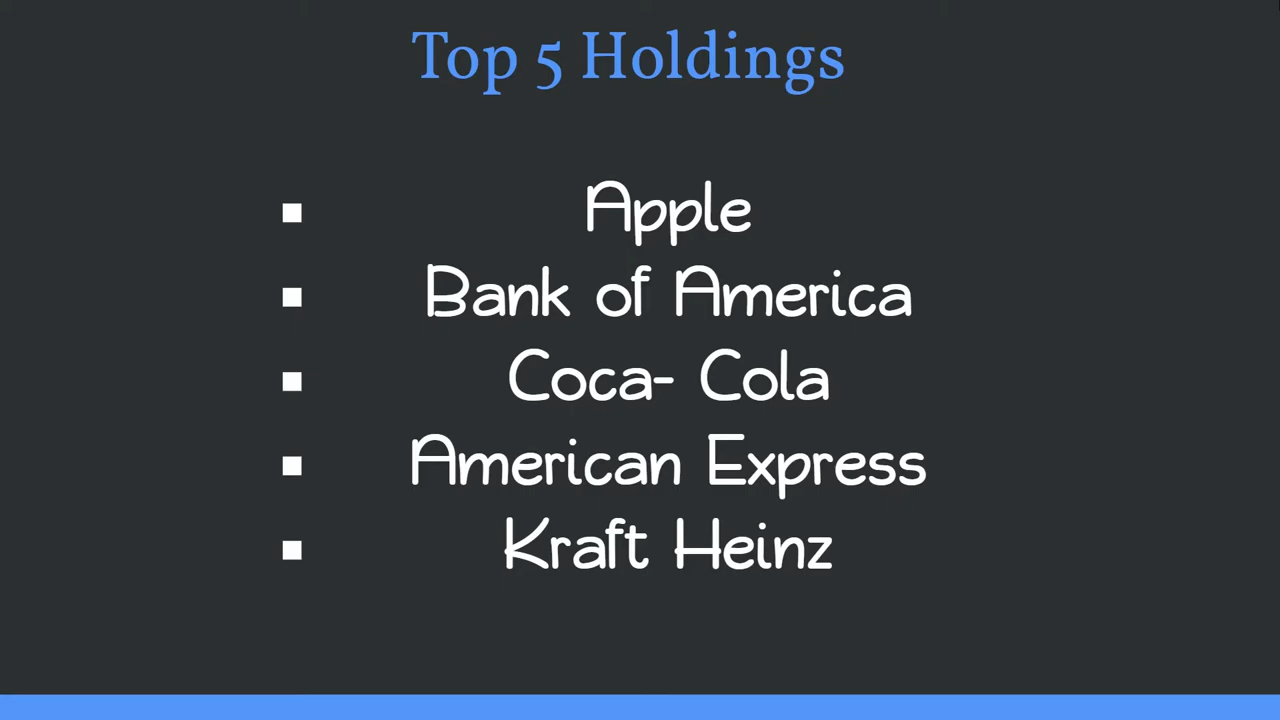 Top 5 Holdings
▪ Apple
▪ Bank of America
▪ Coca- Cola
▪ American Express
▪ Kraft Heinz